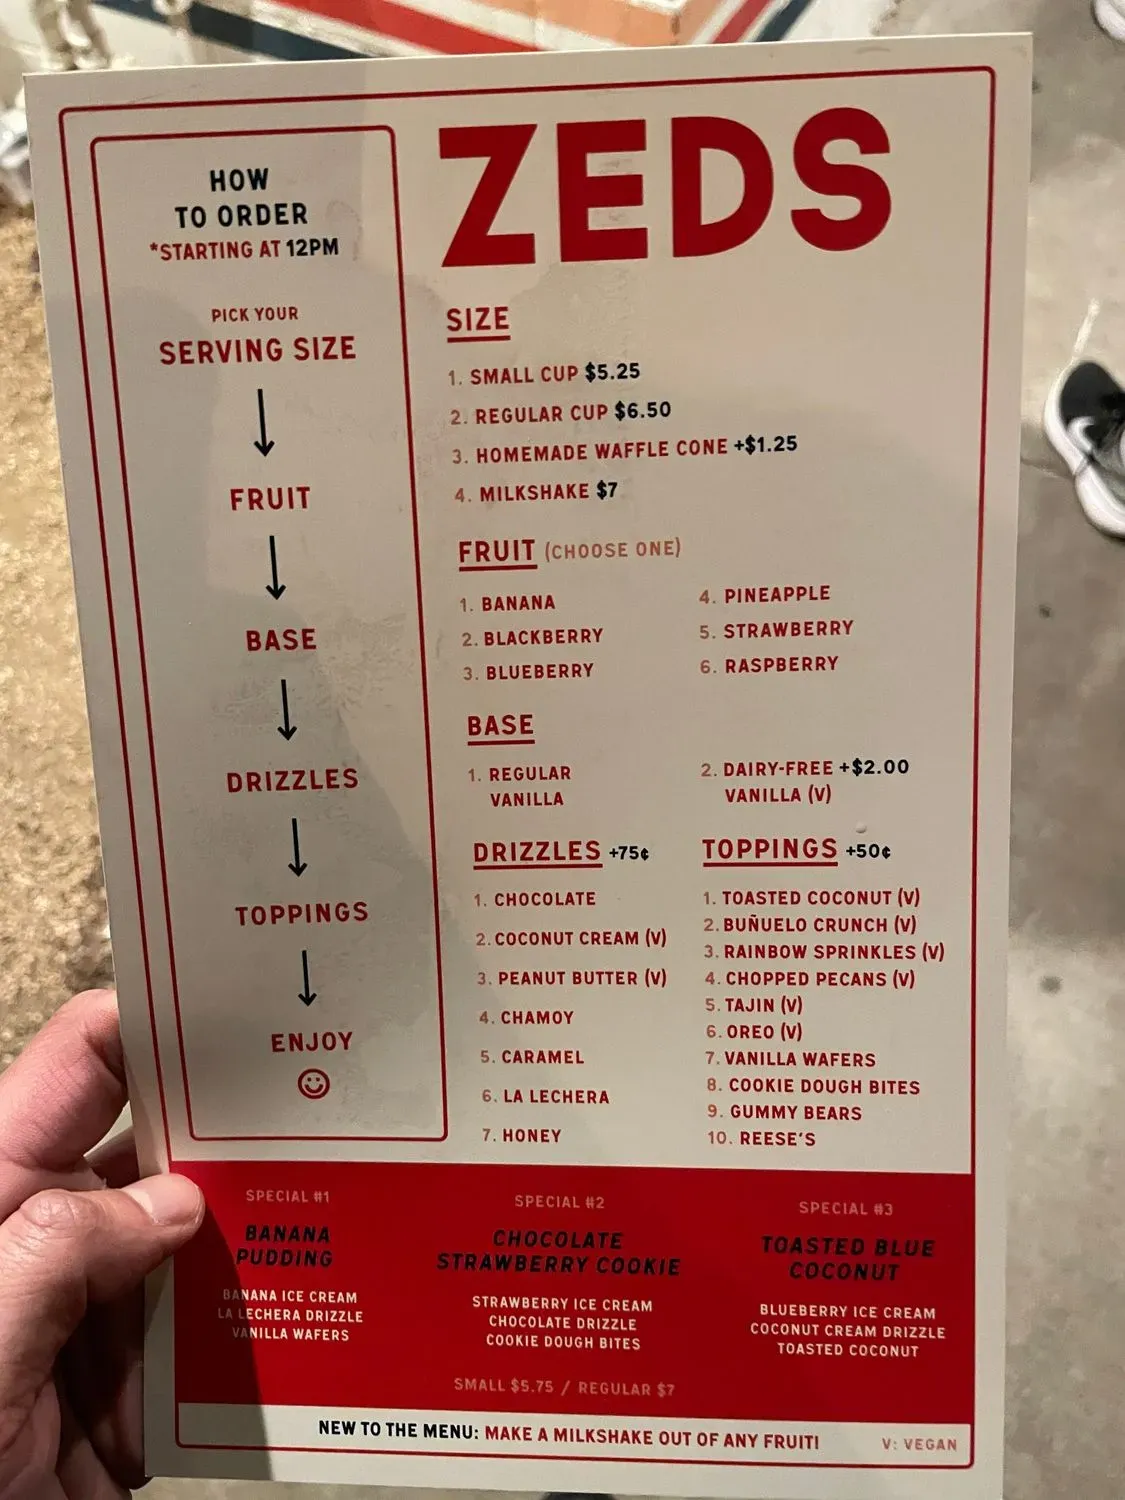 HOW
TO ORDER
*STARTING AT 12PM
PICK YOUR
SERVING SIZE
FRUIT
BASE
DRIZZLES
TOPPINGS
ENJOY
ZEDS
SIZE
1. SMALL CUP $5.25
2. REGULAR CUP $6.50
3. HOMEMADE WAFFLE CONE +$1.25
4. MILKSHAKE $7
FRUIT (CHOOSE ONE)
1. BANANA
2. BLACKBERRY
3. BLUEBERRY
4. PINEAPPLE
5. STRAWBERRY
6. RASPBERRY
BASE
1. REGULAR
VANILLA
2. DAIRY-FREE +$2.00
VANILLA (V)
DRIZZLES +75¢
1. CHOCOLATE
2. COCONUT CREAM (V)
3. PEANUT BUTTER (V)
4. CHAMOY
5. CARAMEL
6. LA LECHERA
7. HONEY
TOPPINGS +50¢
1. TOASTED COCONUT (V)
2. BUÑUELO CRUNCH (V)
3. RAINBOW SPRINKLES (V)
4. CHOPPED PECANS (V)
5. TAJIN (V)
6. OREO (V)
7. VANILLA WAFERS
8. COOKIE DOUGH BITES
9. GUMMY BEARS
10. REESE'S
SPECIAL #1
BANANA
PUDDING
BANANA ICE CREAM
LA LECHERA DRIZZLE
VANILLA WAFERS
SPECIAL #2
CHOCOLATE
STRAWBERRY COOKIE
STRAWBERRY ICE CREAM
CHOCOLATE DRIZZLE
COOKIE DOUGH BITES
SPECIAL #3
TOASTED BLUE
COCONUT
BLUEBERRY ICE CREAM
COCONUT CREAM DRIZZLE
TOASTED COCONUT
SMALL $5.75 / REGULAR $7
NEW TO THE MENU: MAKE A MILKSHAKE OUT OF ANY FRUIT!
V: VEGAN